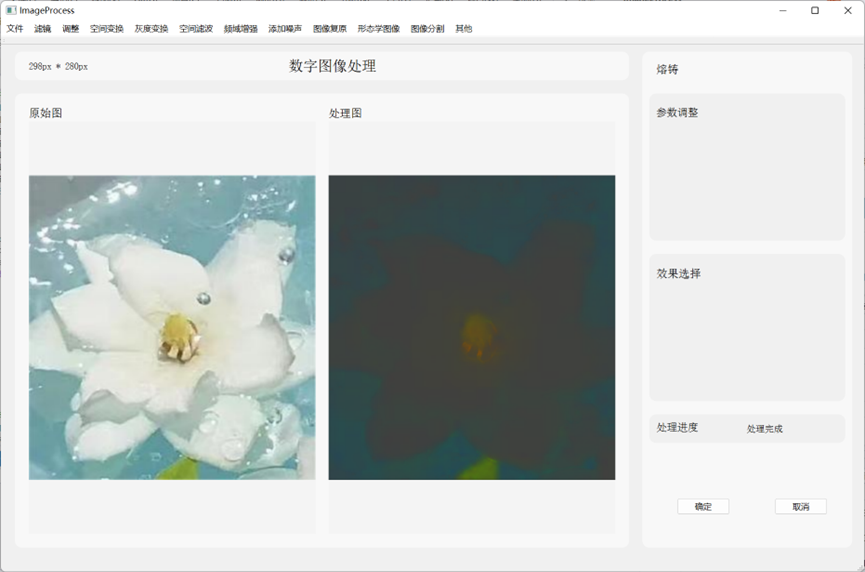 ImageProcess
文件 滤镜 调整 空间变换 灰度变换 空间滤波 频域增强 添加噪声 图像复原 形态学图像 图像分割 其他
298px * 280px
数字图像处理
熔铸
原始图
处理图
参数调整
效果选择
处理进度 处理完成
确定 取消